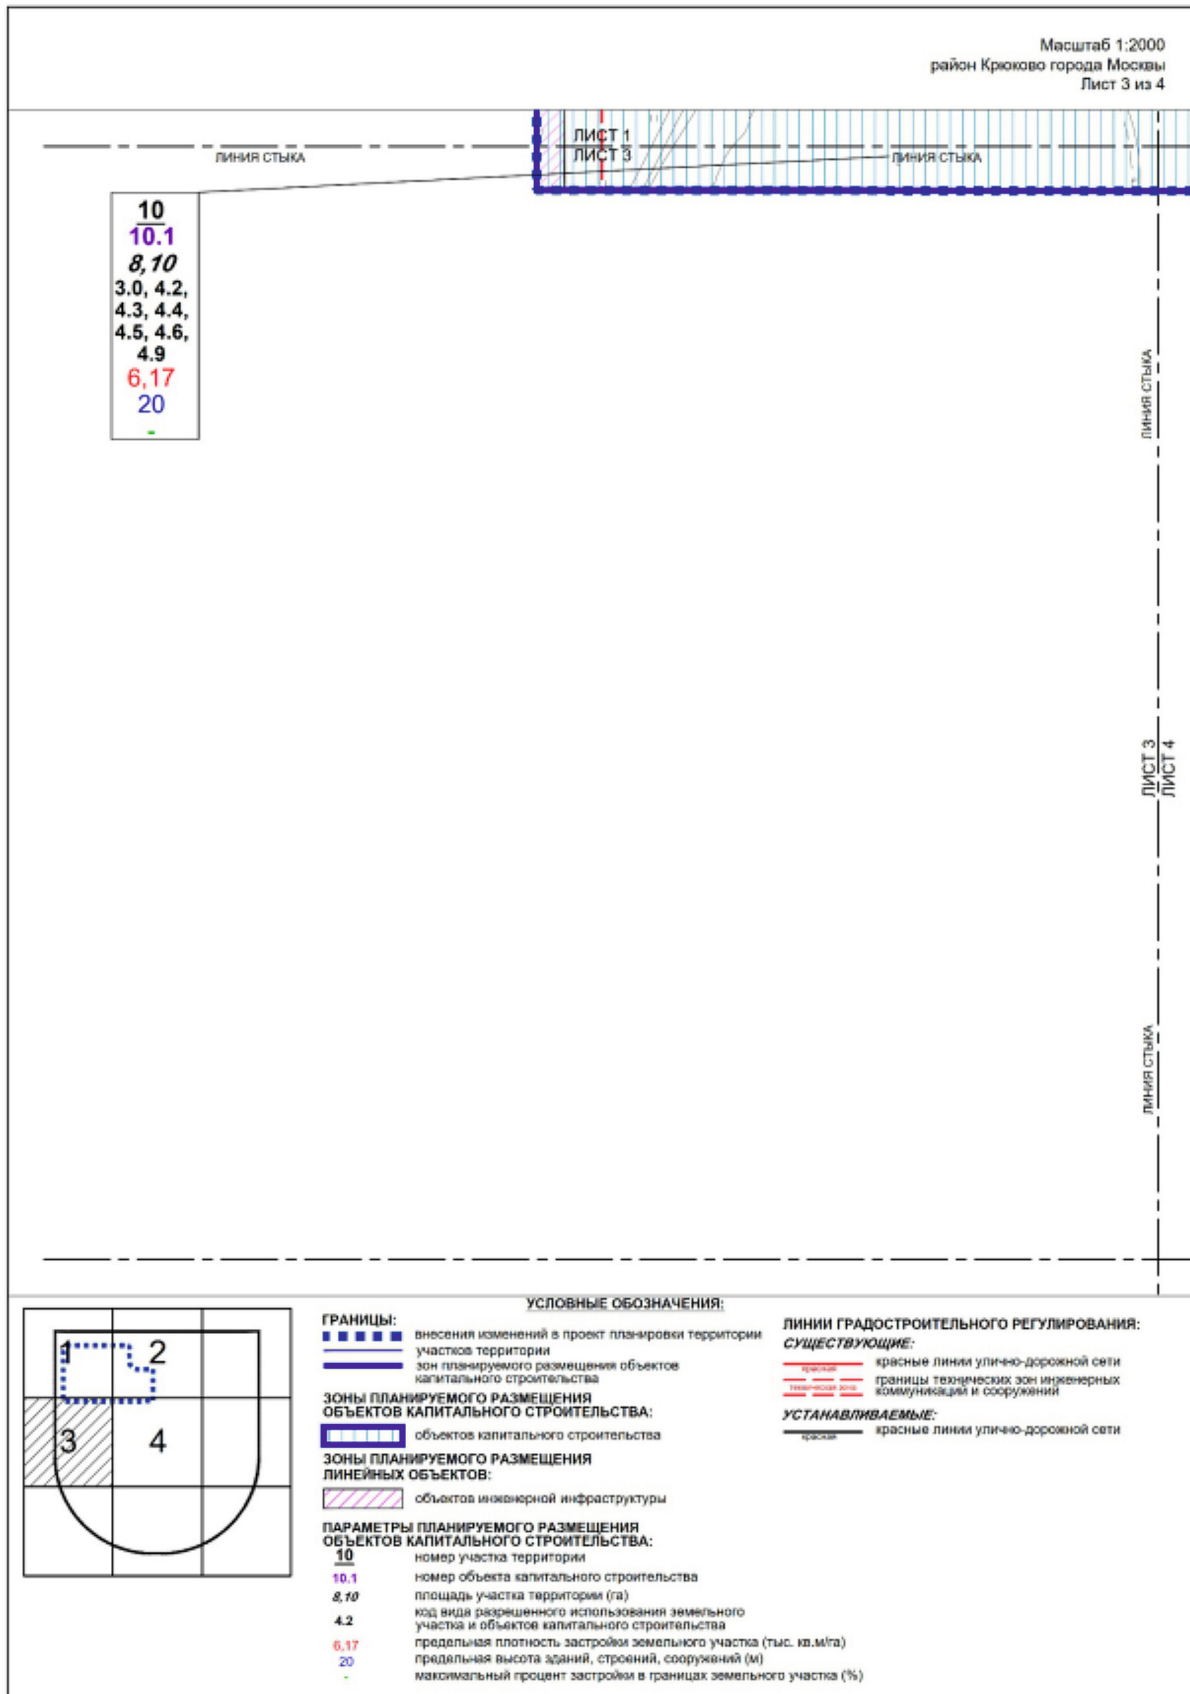 Масштаб 1:2000
район Крюково города Москвы
Лист 3 из 4
ЛИСТ 1
ЛИНИЯ СТЫКА
ЛИСТ 3
ЛИНИЯ СТЫКА
10
10.1
8,10
3.0, 4.2,
4.3, 4.4,
4.5, 4.6,
4.9
6,17
20
-
ЛИНИЯ СТЫКА
ЛИСТ 3
ЛИСТ 4
ЛИНИЯ СТЫКА
1
2
3
4
УСЛОВНЫЕ ОБОЗНАЧЕНИЯ:
ГРАНИЦЫ:
внесения изменений в проект планировки территории
участков территории
зон планируемого размещения объектов
капитального строительства
ЗОНЫ ПЛАНИРУЕМОГО РАЗМЕЩЕНИЯ
ОБЪЕКТОВ КАПИТАЛЬНОГО СТРОИТЕЛЬСТВА:
объектов капитального строительства
ЗОНЫ ПЛАНИРУЕМОГО РАЗМЕЩЕНИЯ
ЛИНЕЙНЫХ ОБЪЕКТОВ:
объектов инженерной инфраструктуры
ПАРАМЕТРЫ ПЛАНИРУЕМОГО РАЗМЕЩЕНИЯ
ОБЪЕКТОВ КАПИТАЛЬНОГО СТРОИТЕЛЬСТВА:
10 номер участка территории
10.1 номер объекта капитального строительства
8,10 площадь участка территории (га)
4.2 код вида разрешенного использования земельного
участка и объектов капитального строительства
6,17 предельная плотность застройки земельного участка (тыс. кв.м/га)
20 предельная высота зданий, строений, сооружений (м)
- максимальный процент застройки в границах земельного участка (%)
ЛИНИИ ГРАДОСТРОИТЕЛЬНОГО РЕГУЛИРОВАНИЯ:
СУЩЕСТВУЮЩИЕ:
красная красные линии улично-дорожной сети
техническая зона границы технических зон инженерных
коммуникаций и сооружений
УСТАНАВЛИВАЕМЫЕ:
красная красные линии улично-дорожной сети